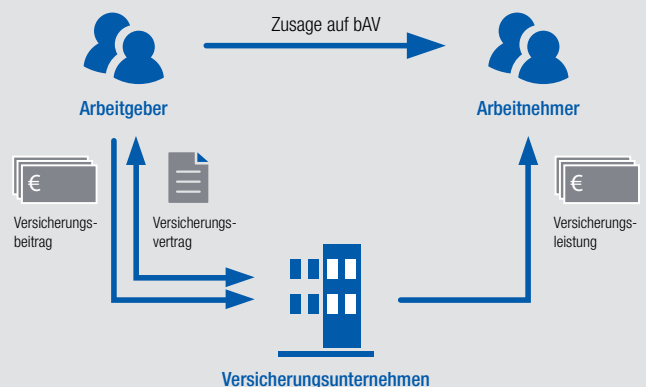 Zusage auf bAV
Arbeitgeber
Arbeitnehmer
€
Versicherungs-
beitrag
Versicherungs-
vertrag
€
Versicherungs-
leistung
Versicherungsunternehmen